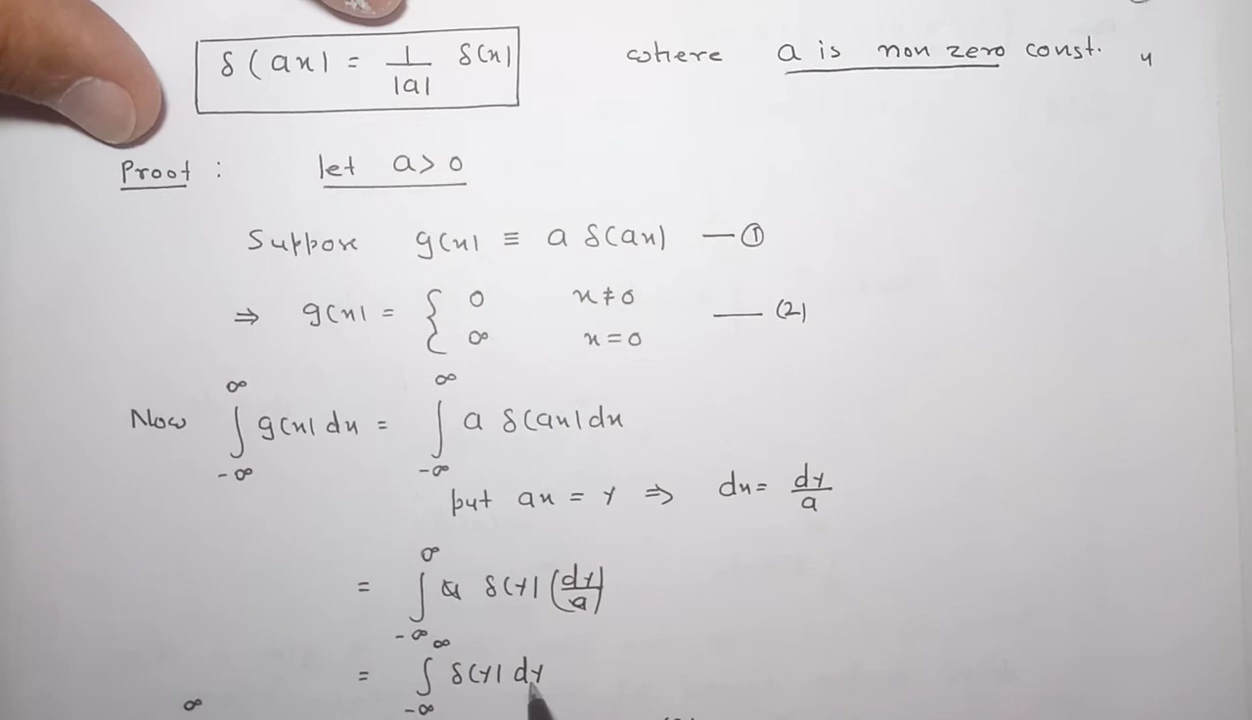 δ(ax) = 1/|a| δ(x) where a is non zero const.
Proof : let a > 0
Suppose g(x) ≡ a δ(ax) — ①
⇒ g(x) = { 0 x ≠ 0
∞ x = 0 — (2)
Now ∫_{-∞}^{∞} g(x) dx = ∫_{-∞}^{∞} a δ(ax) dx
put ax = y ⇒ dx = dy/a
= ∫_{-∞}^{∞} a δ(y) (dy/a)
= ∫_{-∞}^{∞} δ(y) dy
∞